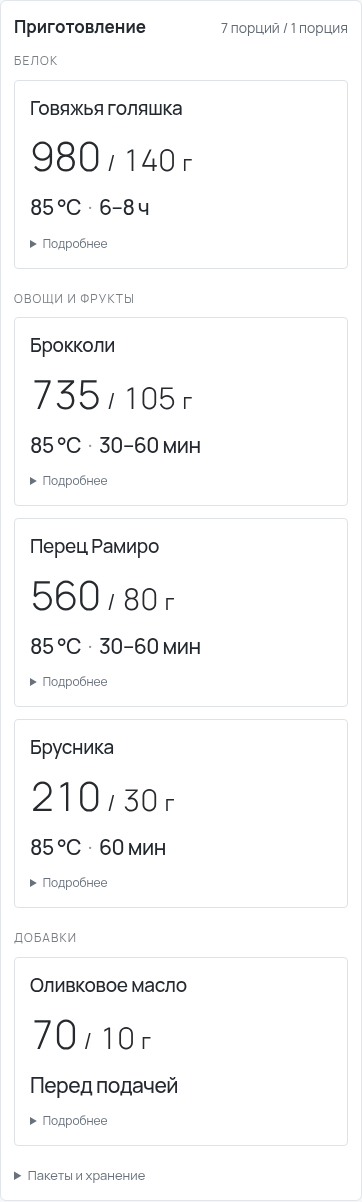 Приготовление
7 порций / 1 порция
БЕЛОК
Говяжья голяшка
980 / 140 г
85 °C · 6–8 ч
Подробнее
ОВОЩИ И ФРУКТЫ
Брокколи
735 / 105 г
85 °C · 30–60 мин
Подробнее
Перец Рамиро
560 / 80 г
85 °C · 30–60 мин
Подробнее
Брусника
210 / 30 г
85 °C · 60 мин
Подробнее
ДОБАВКИ
Оливковое масло
70 / 10 г
Перед подачей
Подробнее
Пакеты и хранение